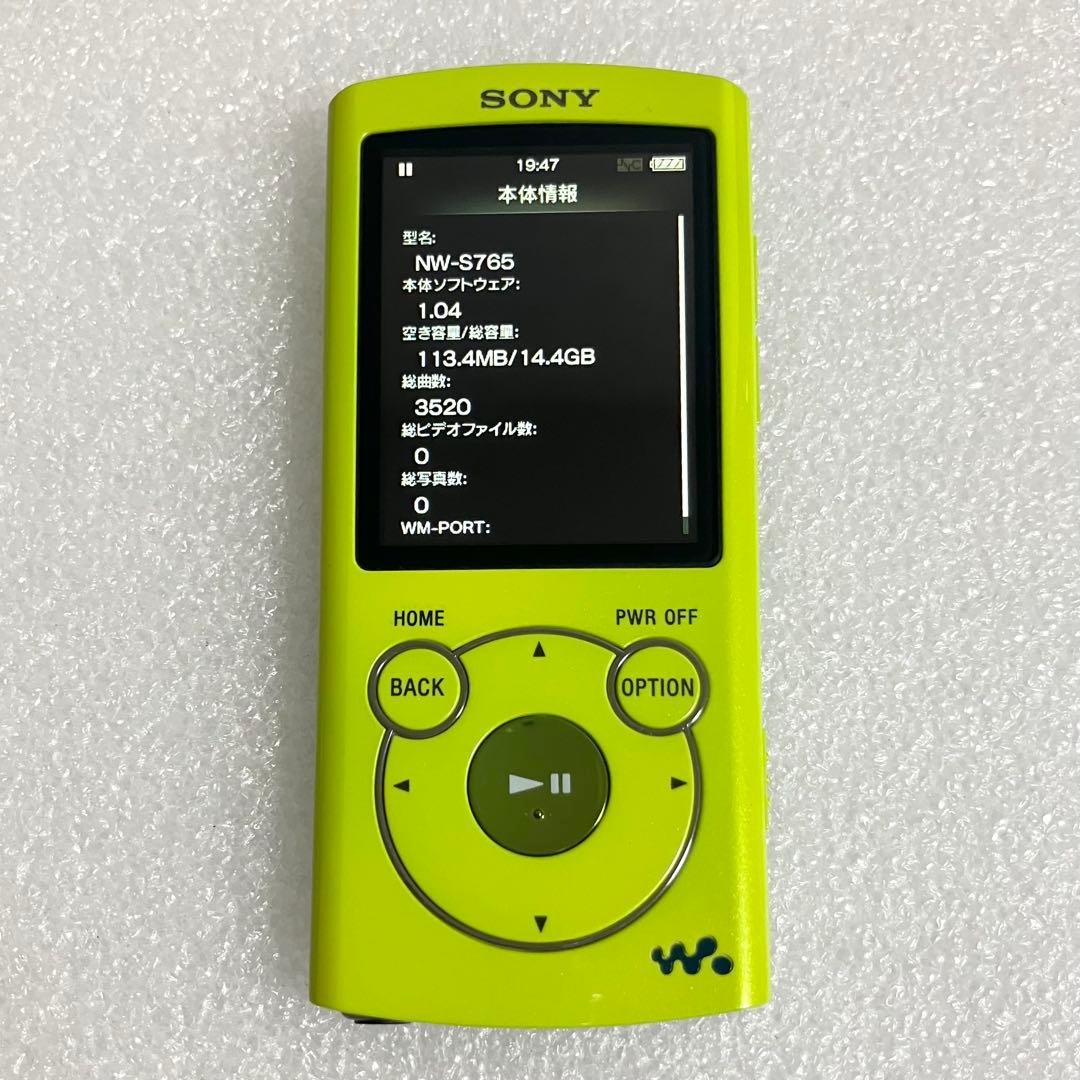 SONY
19:47
本体情報
型名:
NW-S765
本体ソフトウェア:
1.04
空き容量/総容量:
113.4MB/14.4GB
総曲数:
3520
総ビデオファイル数:
0
総写真数:
0
WM-PORT:
HOME
PWR OFF
BACK
OPTION